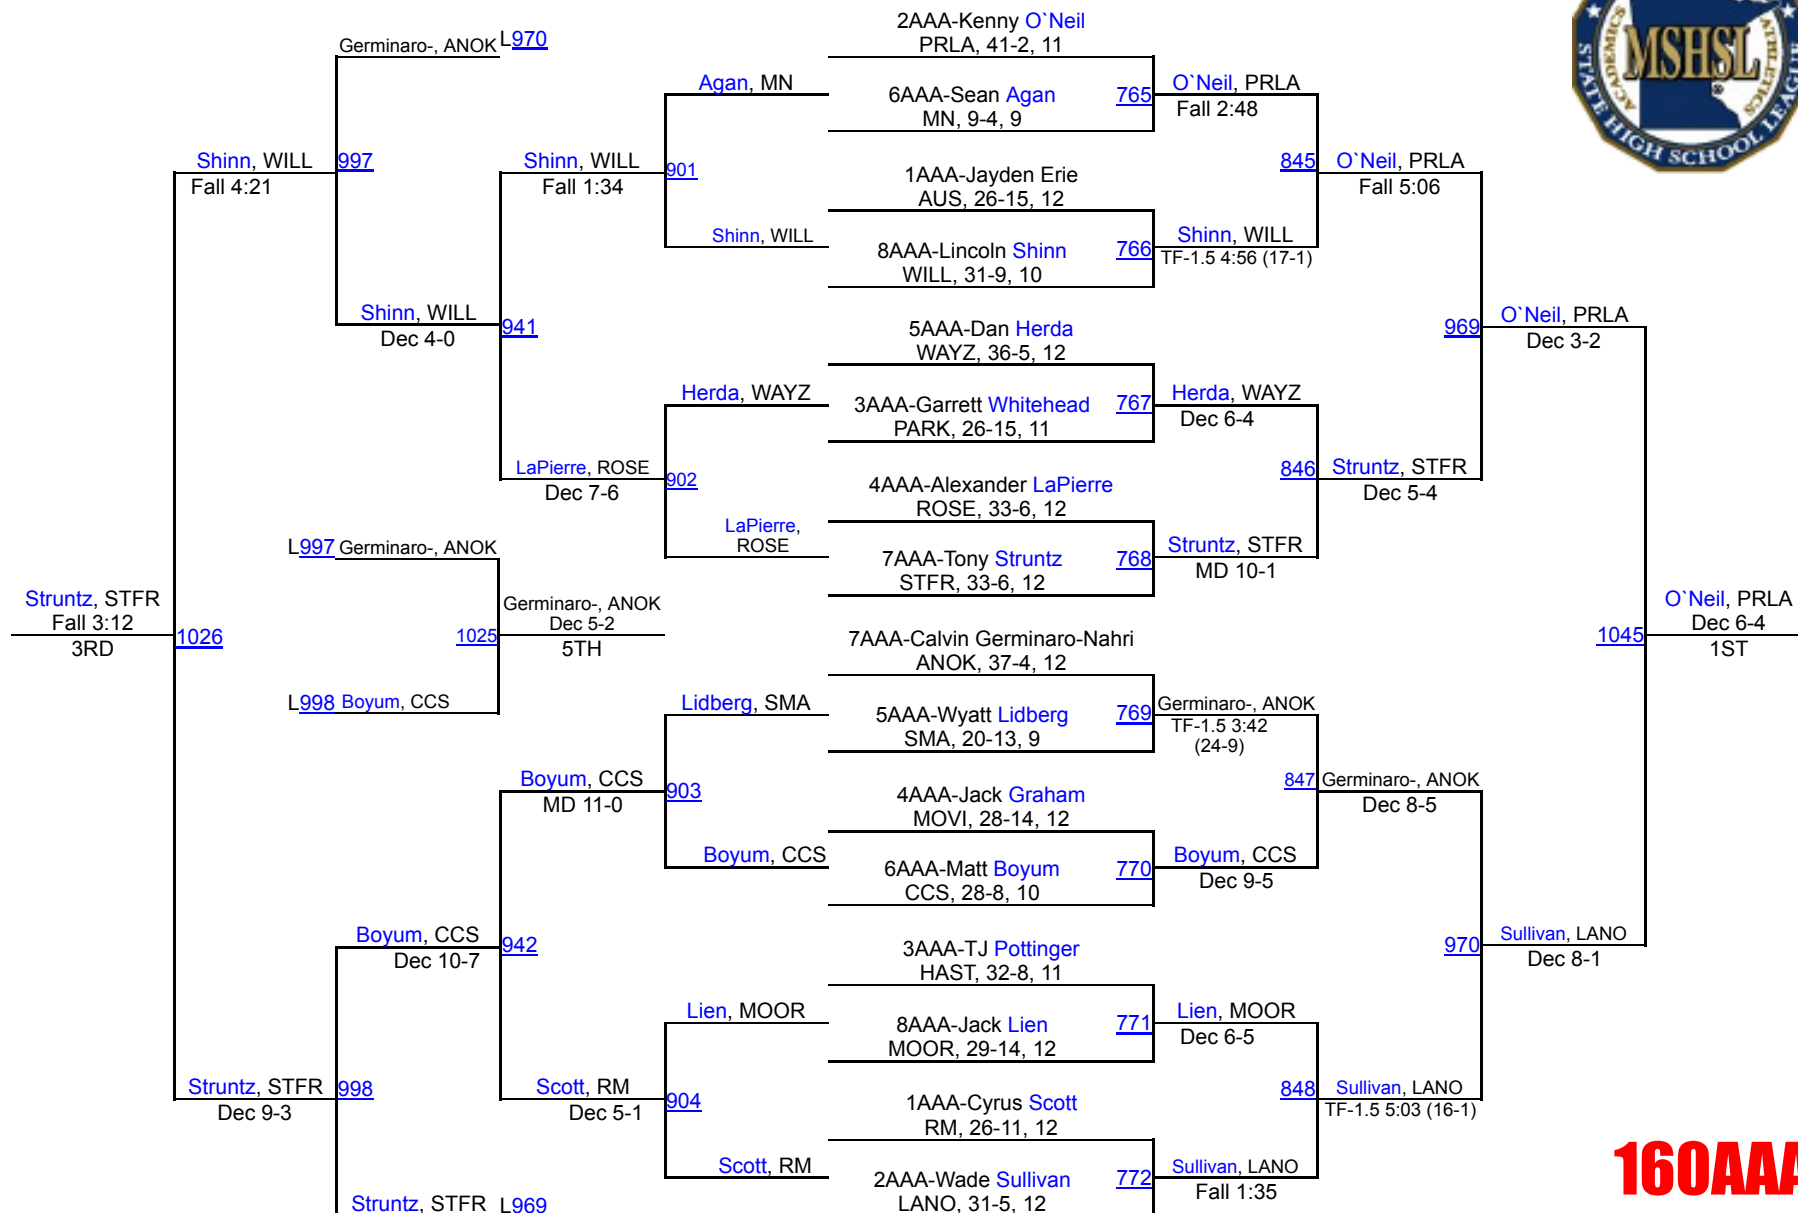 2AAA-Kenny O`Neil
PRLA, 41-2, 11
Germinaro-, ANOK L970
MSHSL
ACADEMICS
ATHLETICS
STATE HIGH SCHOOL LEAGUE
®
Agan, MN
6AAA-Sean Agan
MN, 9-4, 9
765
O`Neil, PRLA
Fall 2:48
Shinn, WILL
Fall 4:21
997
Shinn, WILL
Fall 1:34
901
1AAA-Jayden Erie
AUS, 26-15, 12
845
O`Neil, PRLA
Fall 5:06
Shinn, WILL
8AAA-Lincoln Shinn
WILL, 31-9, 10
766
Shinn, WILL
TF-1.5 4:56 (17-1)
Shinn, WILL
Dec 4-0
941
5AAA-Dan Herda
WAYZ, 36-5, 12
969
O`Neil, PRLA
Dec 3-2
Herda, WAYZ
3AAA-Garrett Whitehead
PARK, 26-15, 11
767
Herda, WAYZ
Dec 6-4
LaPierre, ROSE
Dec 7-6
902
4AAA-Alexander LaPierre
ROSE, 33-6, 12
846
Struntz, STFR
Dec 5-4
LaPierre,
ROSE
7AAA-Tony Struntz
STFR, 33-6, 12
768
Struntz, STFR
MD 10-1
L997 Germinaro-, ANOK
Struntz, STFR
Fall 3:12
3RD
1026
1025
Germinaro-, ANOK
Dec 5-2
5TH
7AAA-Calvin Germinaro-Nahri
ANOK, 37-4, 12
1045
O`Neil, PRLA
Dec 6-4
1ST
L998 Boyum, CCS
Lidberg, SMA
5AAA-Wyatt Lidberg
SMA, 20-13, 9
769
Germinaro-, ANOK
TF-1.5 3:42
(24-9)
Boyum, CCS
MD 11-0
903
4AAA-Jack Graham
MOVI, 28-14, 12
847
Germinaro-, ANOK
Dec 8-5
Boyum, CCS
6AAA-Matt Boyum
CCS, 28-8, 10
770
Boyum, CCS
Dec 9-5
Boyum, CCS
Dec 10-7
942
3AAA-TJ Pottinger
HAST, 32-8, 11
970
Sullivan, LANO
Dec 8-1
Lien, MOOR
8AAA-Jack Lien
MOOR, 29-14, 12
771
Lien, MOOR
Dec 6-5
Struntz, STFR
Dec 9-3
998
Scott, RM
Dec 5-1
904
1AAA-Cyrus Scott
RM, 26-11, 12
848
Sullivan, LANO
TF-1.5 5:03 (16-1)
Scott, RM
2AAA-Wade Sullivan
LANO, 31-5, 12
772
Sullivan, LANO
Fall 1:35
Struntz, STFR L969
160AAA